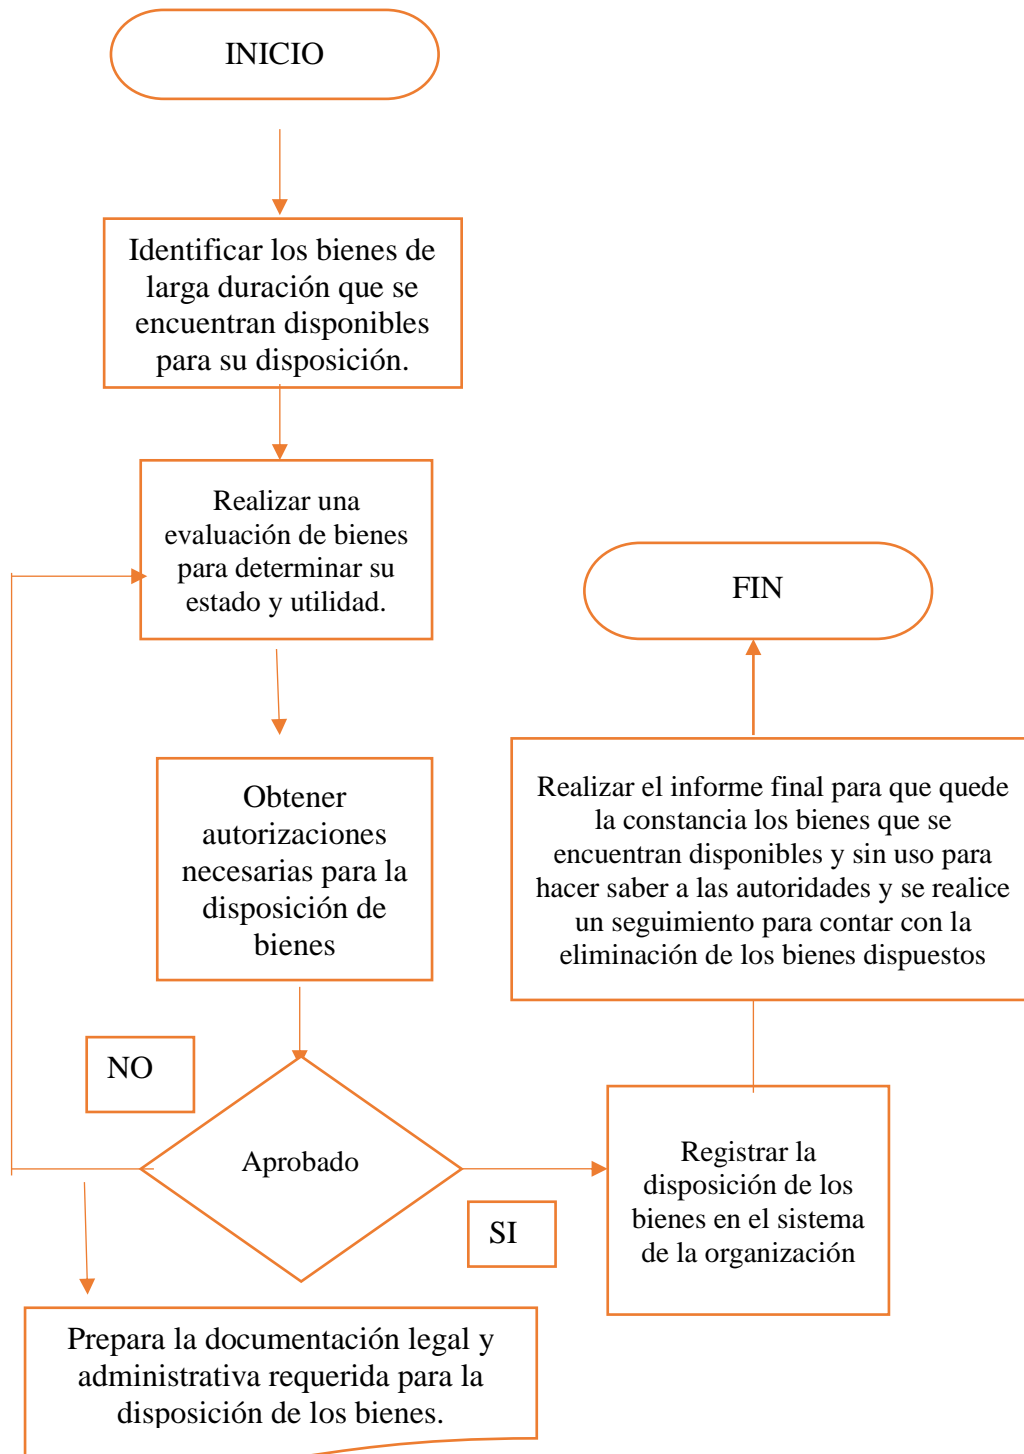 INICIO
Identificar los bienes de
larga duración que se
encuentran disponibles
para su disposición.
Realizar una
evaluación de bienes
para determinar su
estado y utilidad.
Obtener
autorizaciones
necesarias para la
disposición de
bienes
NO
Aprobado
SI
Prepara la documentación legal y
administrativa requerida para la
disposición de los bienes.
Registrar la
disposición de los
bienes en el sistema
de la organización
Realizar el informe final para que quede
la constancia los bienes que se
encuentran disponibles y sin uso para
hacer saber a las autoridades y se realice
un seguimiento para contar con la
eliminación de los bienes dispuestos
FIN